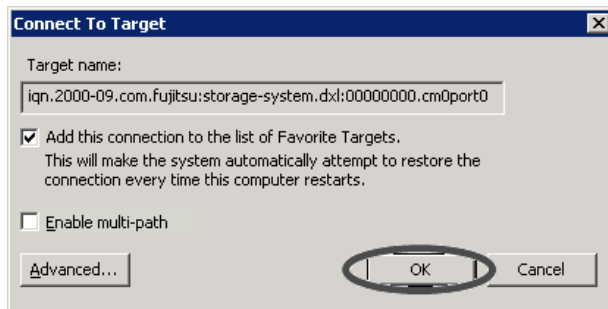 Connect To Target
Target name:
iqn.2000-09.com.fujitsu:storage-system.dxl:00000000.cm0port0
Add this connection to the list of Favorite Targets.
This will make the system automatically attempt to restore the
connection every time this computer restarts.
Enable multi-path
Advanced...
OK
Cancel